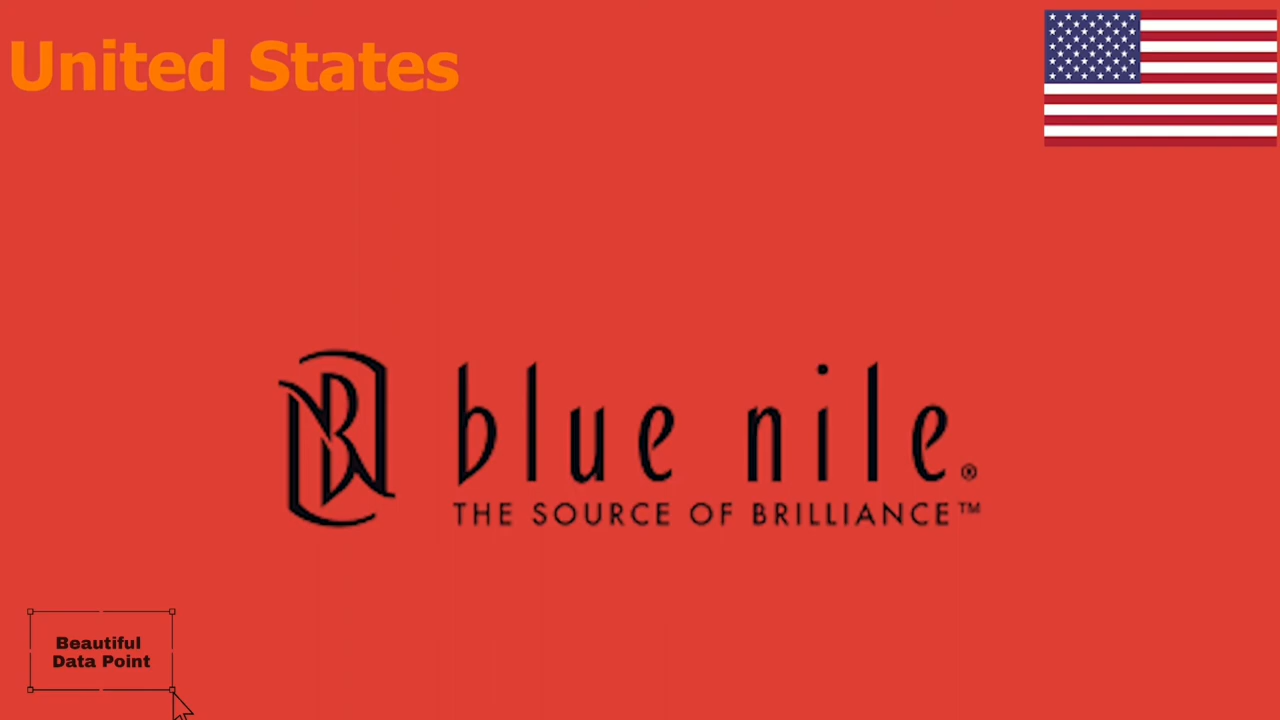 United States
blue nile®
THE SOURCE OF BRILLIANCE™
Beautiful
Data Point